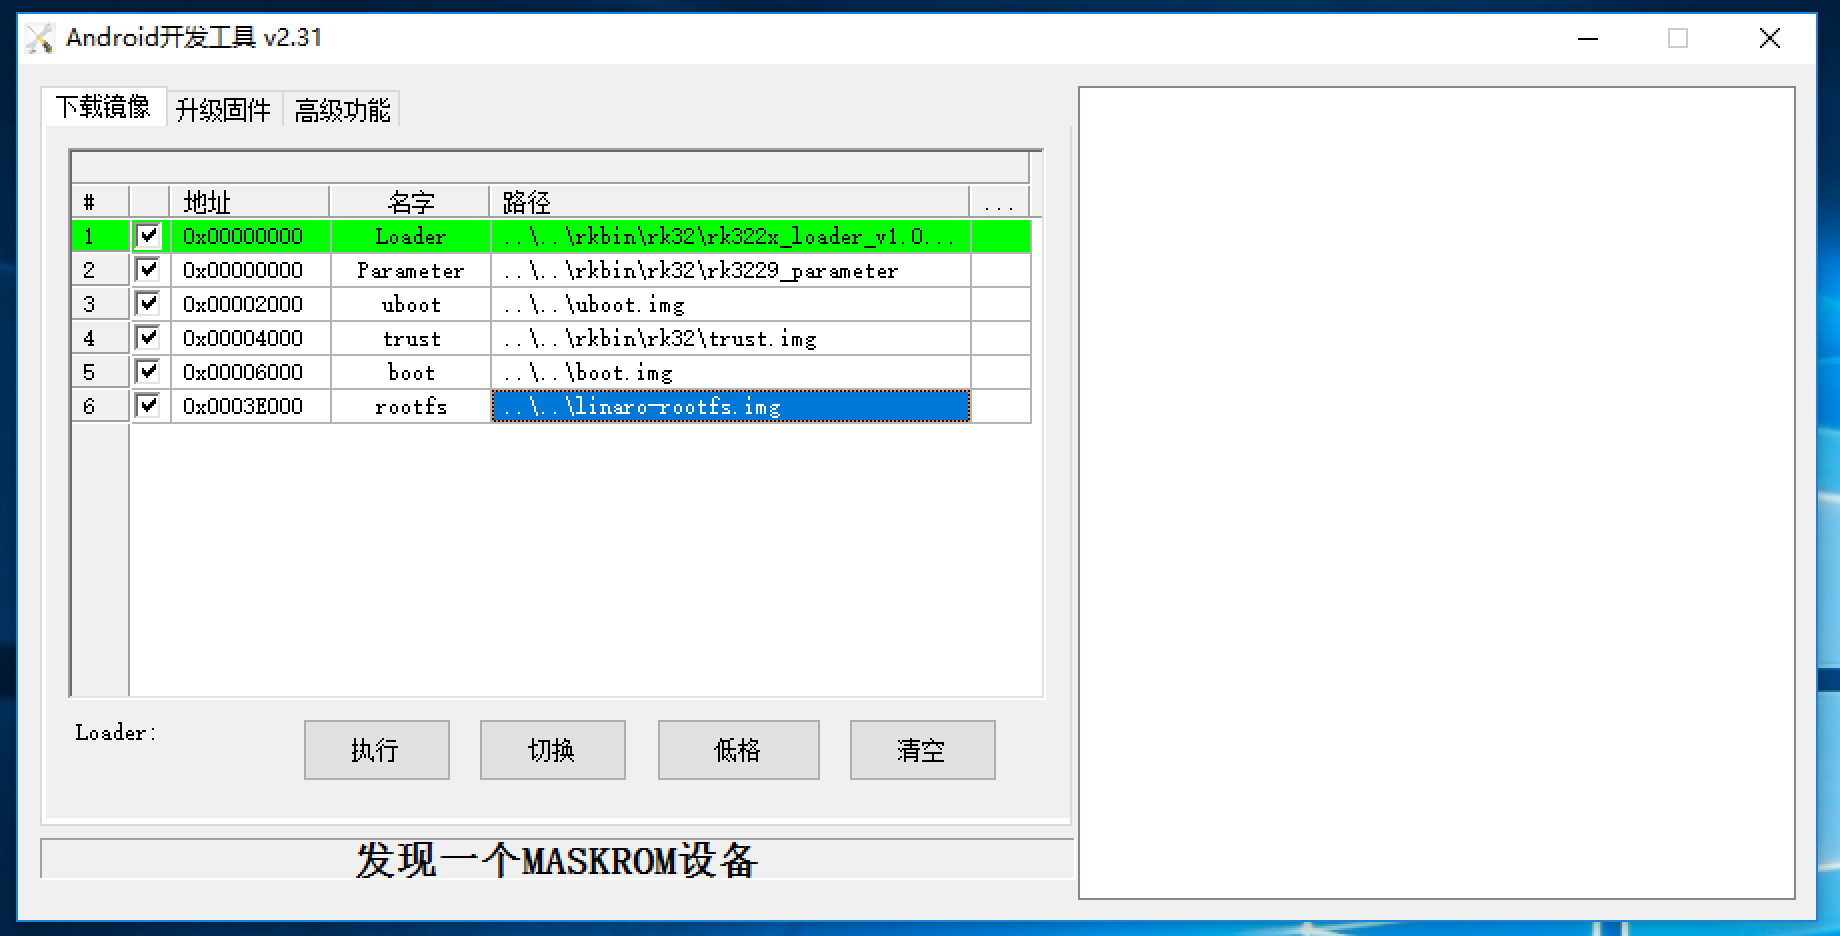 Android开发工具 v2.31
下载镜像 升级固件 高级功能
# 地址 名字 路径 ...
1 0x00000000 Loader ..\..\rkbin\rk32\rk322x_loader_v1.0...
2 0x00000000 Parameter ..\..\rkbin\rk32\rk3229_parameter
3 0x00002000 uboot ..\..\uboot.img
4 0x00004000 trust ..\..\rkbin\rk32\trust.img
5 0x00006000 boot ..\..\boot.img
6 0x0003E000 rootfs ..\..\linaro-rootfs.img
Loader: 执行 切换 低格 清空
发现一个MASKROM设备